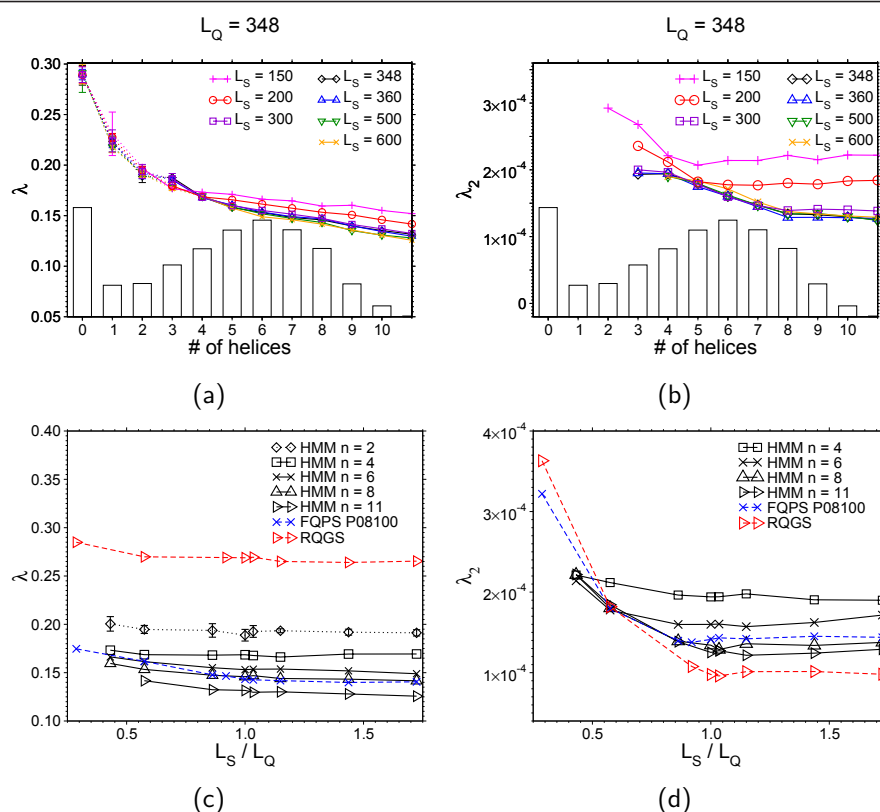 L_Q = 348
L_Q = 348
0.30
0.25
0.20
0.15
0.10
0.05
λ
L_S = 150
L_S = 200
L_S = 300
L_S = 348
L_S = 360
L_S = 500
L_S = 600
0 1 2 3 4 5 6 7 8 9 10
# of helices
(a)
3×10^-4
2×10^-4
1×10^-4
0
λ_2
L_S = 150
L_S = 200
L_S = 300
L_S = 348
L_S = 360
L_S = 500
L_S = 600
0 1 2 3 4 5 6 7 8 9 10
# of helices
(b)
0.40
0.35
0.30
0.25
0.20
0.15
0.10
λ
HMM n = 2
HMM n = 4
HMM n = 6
HMM n = 8
HMM n = 11
FQPS P08100
RQGS
0.5 1.0 1.5
L_S / L_Q
(c)
4×10^-4
3×10^-4
2×10^-4
1×10^-4
λ_2
HMM n = 4
HMM n = 6
HMM n = 8
HMM n = 11
FQPS P08100
RQGS
0.5 1.0 1.5
L_S / L_Q
(d)